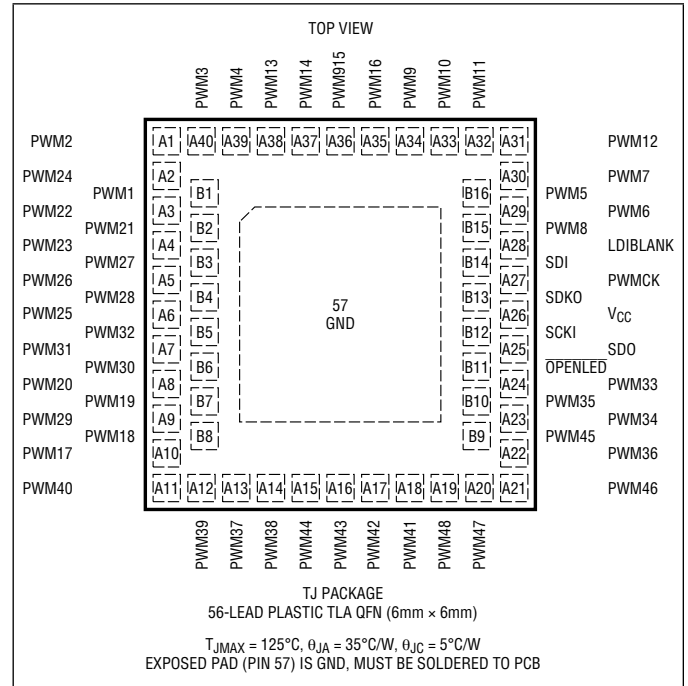 TOP VIEW
PWM3 PWM4 PWM13 PWM14 PWM915 PWM16 PWM9 PWM10 PWM11
PWM2 A1 A40 A39 A38 A37 A36 A35 A34 A33 A32 A31 PWM12
PWM24 A2 A30 PWM7
PWM1 B1 B16 PWM5
PWM22 A3 A29 PWM6
PWM21 B2 B15 PWM8
PWM23 A4 A28 LDIBLANK
PWM27 B3 B14 SDI
PWM26 A5 A27 PWMCK
PWM28 B4 B13 SDKO
PWM25 A6 57 A26 VCC
GND
PWM32 B5 B12 SCKI
PWM31 A7 A25 SDO
PWM30 B6 B11 OPENLED
PWM20 A8 A24 PWM33
PWM19 B7 B10 PWM35
PWM29 A9 A23 PWM34
PWM18 B8 B9 PWM45
PWM17 A10 A22 PWM36
PWM40 A11 A12 A13 A14 A15 A16 A17 A18 A19 A20 A21 PWM46
PWM39 PWM37 PWM38 PWM44 PWM43 PWM42 PWM41 PWM48 PWM47
TJ PACKAGE
56-LEAD PLASTIC TLA QFN (6mm × 6mm)
TJMAX = 125°C, θJA = 35°C/W, θJC = 5°C/W
EXPOSED PAD (PIN 57) IS GND, MUST BE SOLDERED TO PCB